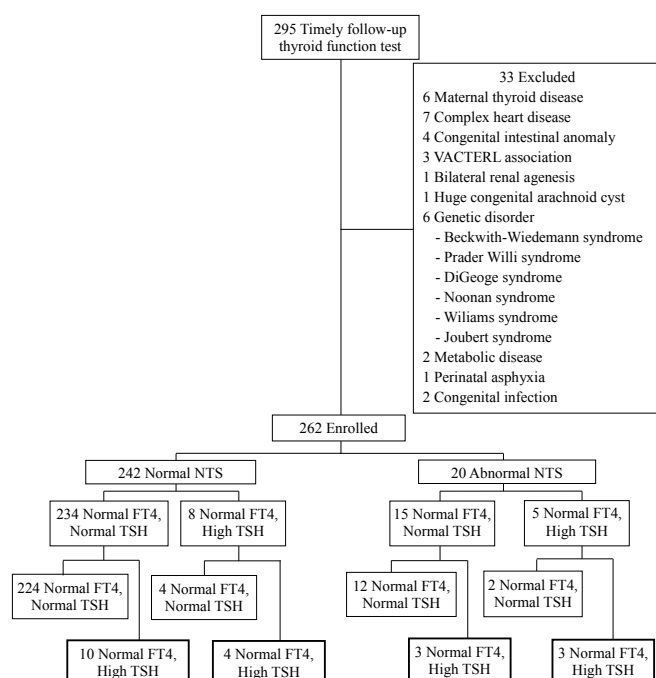 295 Timely follow-up
thyroid function test
33 Excluded
6 Maternal thyroid disease
7 Complex heart disease
4 Congenital intestinal anomaly
3 VACTERL association
1 Bilateral renal agenesis
1 Huge congenital arachnoid cyst
6 Genetic disorder
- Beckwith-Wiedemann syndrome
- Prader Willi syndrome
- DiGeoge syndrome
- Noonan syndrome
- Wiliams syndrome
- Joubert syndrome
2 Metabolic disease
1 Perinatal asphyxia
2 Congenital infection
262 Enrolled
242 Normal NTS
20 Abnormal NTS
234 Normal FT4,
Normal TSH
8 Normal FT4,
High TSH
15 Normal FT4,
Normal TSH
5 Normal FT4,
High TSH
224 Normal FT4,
Normal TSH
4 Normal FT4,
Normal TSH
12 Normal FT4,
Normal TSH
2 Normal FT4,
Normal TSH
10 Normal FT4,
High TSH
4 Normal FT4,
High TSH
3 Normal FT4,
High TSH
3 Normal FT4,
High TSH